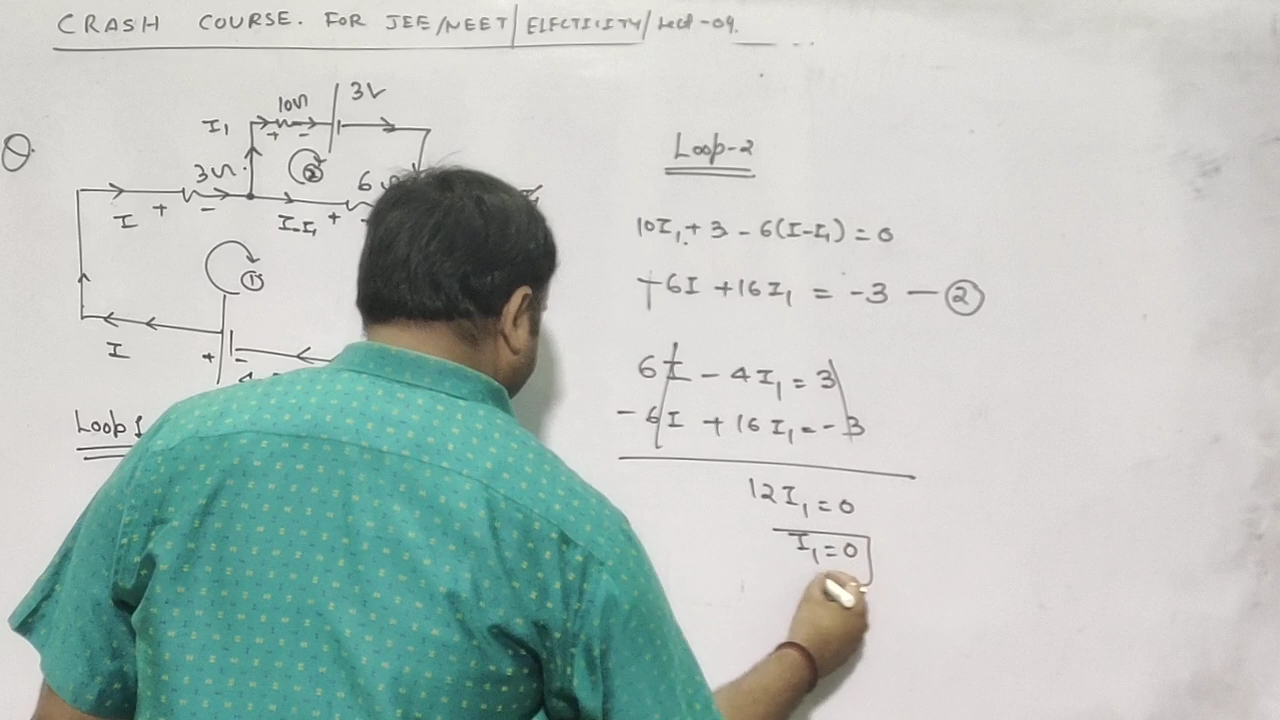 CRASH COURSE. FOR JEE/NEET/ELECTICITY/Lect-04.
Q.
10Ω 3V
I₁ + -
3Ω. 2 6
I + - I-I₁ +
1
I + -
Loop 1
Loop-2
10I₁ + 3 - 6(I-I₁) = 0
-6I + 16I₁ = -3 — 2
6I - 4I₁ = 3
-6I + 16I₁ = -3
12I₁ = 0
I₁ = 0